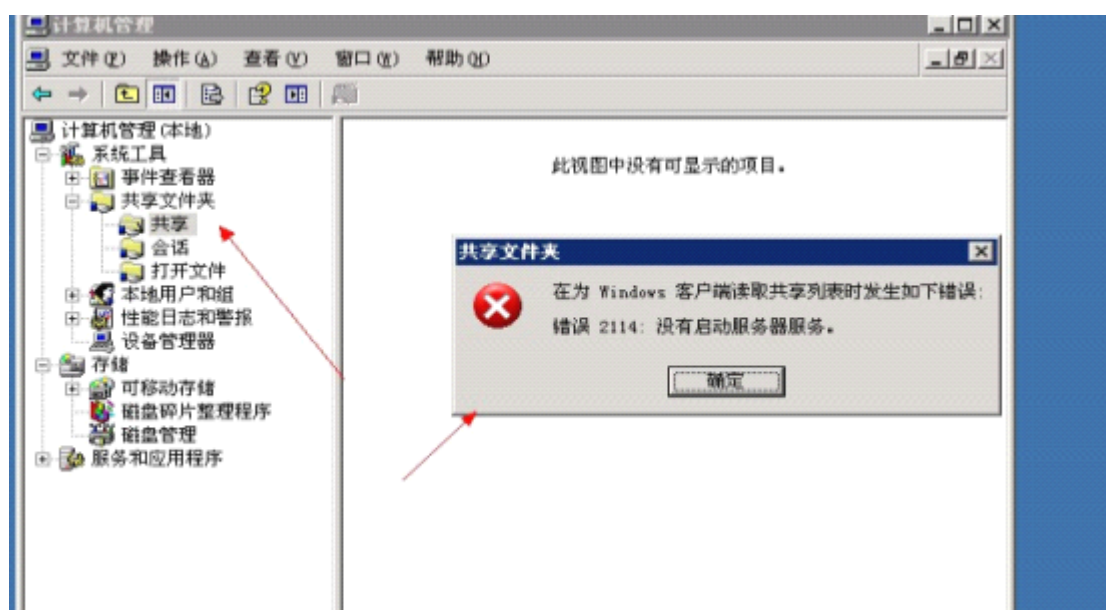 计算机管理
文件(F) 操作(A) 查看(V) 窗口(W) 帮助(H)
计算机管理(本地)
系统工具
事件查看器
共享文件夹
共享
会话
打开文件
本地用户和组
性能日志和警报
设备管理器
存储
可移动存储
磁盘碎片整理程序
磁盘管理
服务和应用程序
此视图中没有可显示的项目。
共享文件夹
在为 Windows 客户端读取共享列表时发生如下错误:
错误 2114: 没有启动服务器服务。
确定